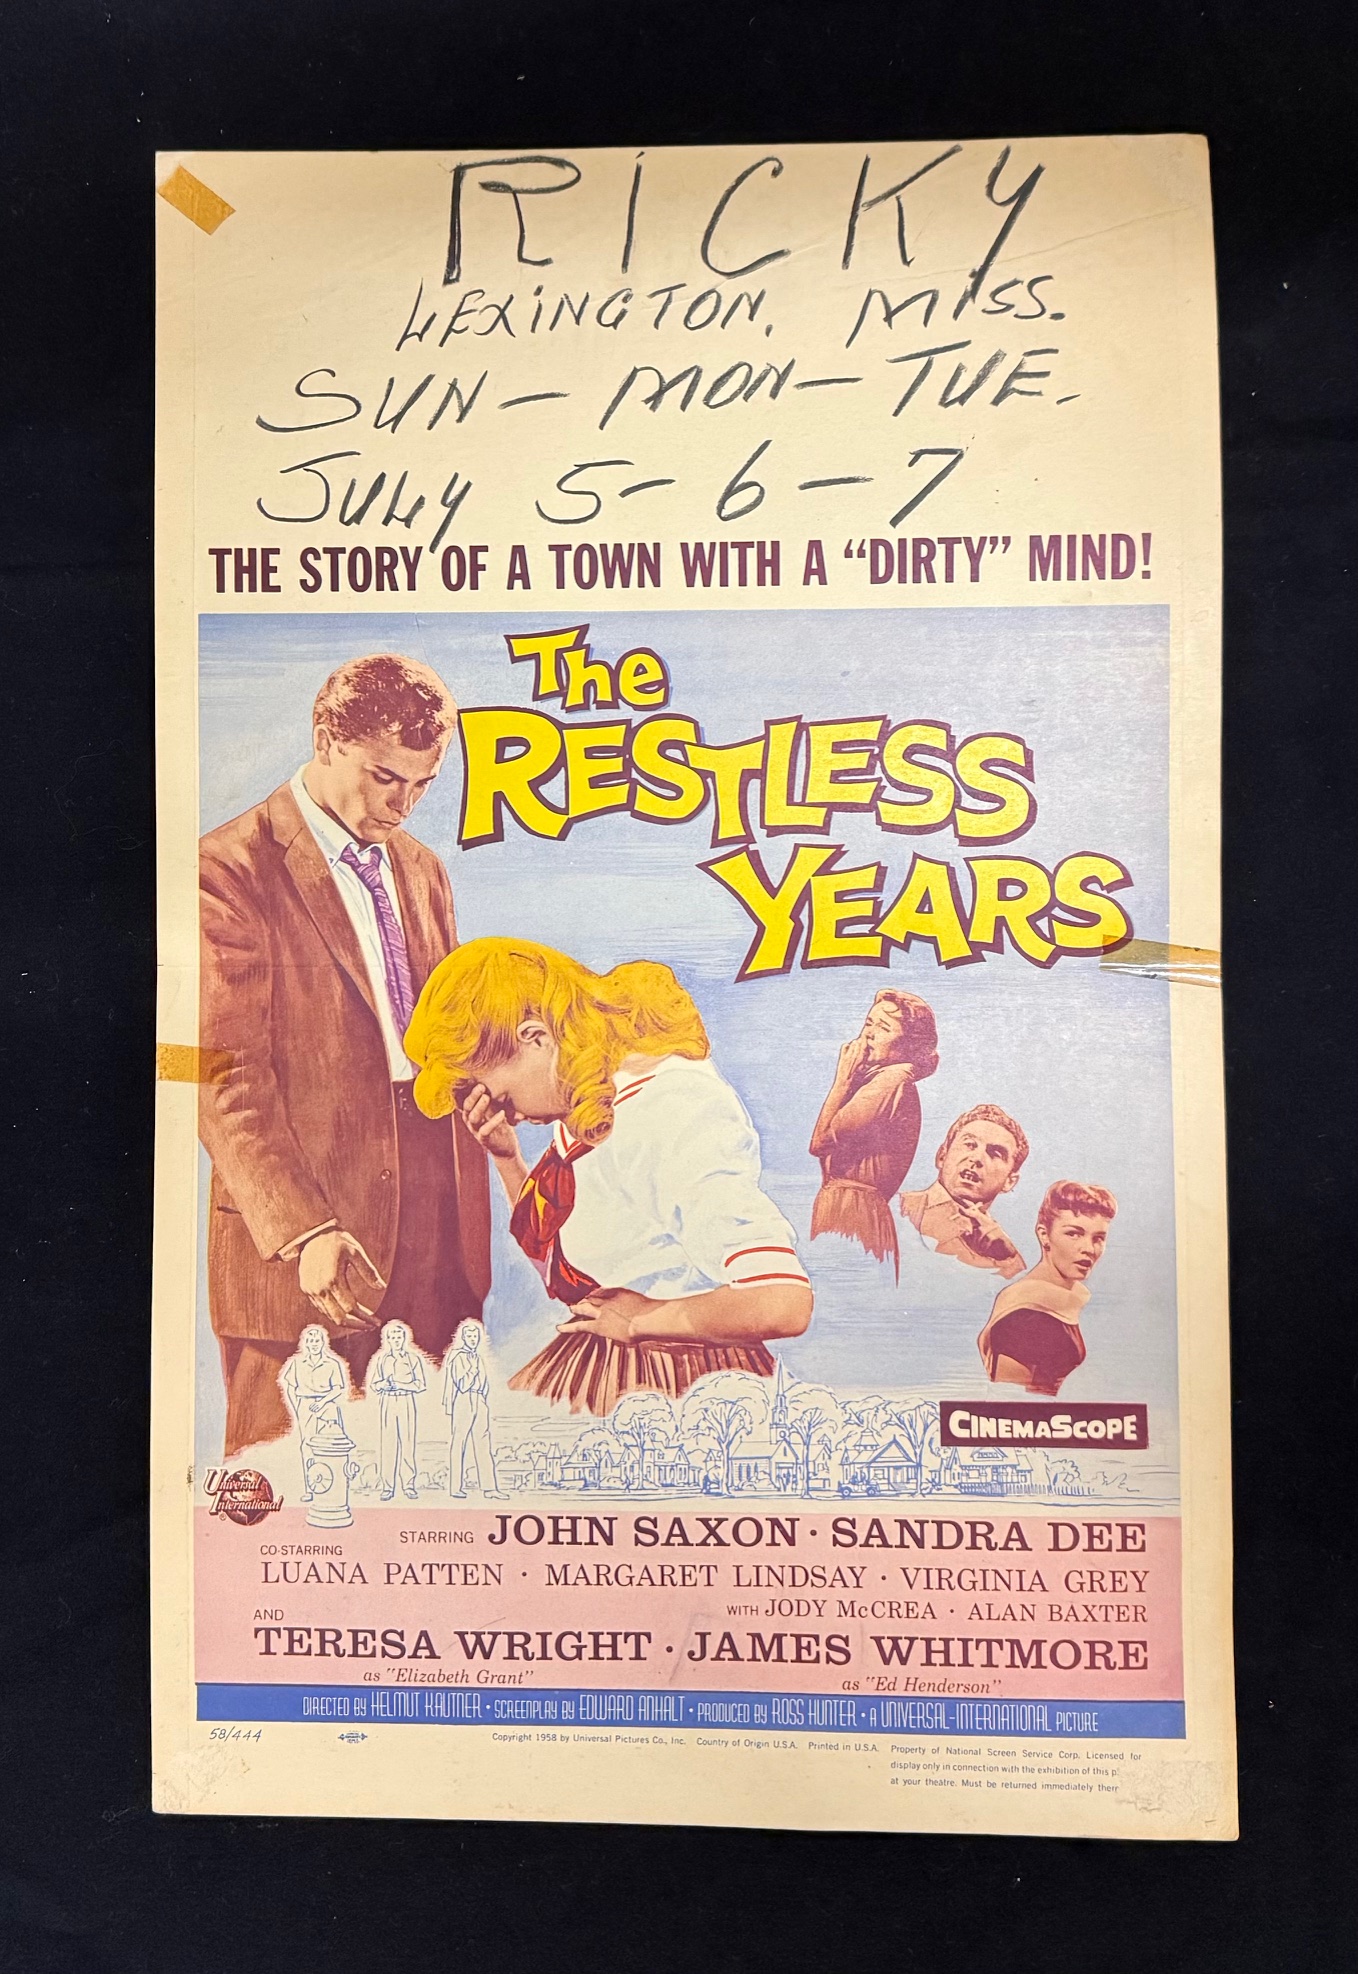 RICKY
LEXINGTON, MISS.
SUN – MON – TUE.
JULY 5 – 6 – 7
THE STORY OF A TOWN WITH A “DIRTY” MIND!
The
RESTLESS
YEARS
CINEMASCOPE
Universal
International
STARRING JOHN SAXON · SANDRA DEE
CO-STARRING
LUANA PATTEN · MARGARET LINDSAY · VIRGINIA GREY
WITH JODY McCREA · ALAN BAXTER
AND
TERESA WRIGHT · JAMES WHITMORE
as "Elizabeth Grant" as "Ed Henderson"
DIRECTED BY HELMUT KAUTNER • SCREENPLAY BY EDWARD ANHALT • PRODUCED BY ROSS HUNTER • A UNIVERSAL-INTERNATIONAL PICTURE
58/444
Copyright 1958 by Universal Pictures Co., Inc. Country of Origin U.S.A. Printed in U.S.A.
Property of National Screen Service Corp. Licensed for
display only in connection with the exhibition of this p
at your theatre. Must be returned immediately ther